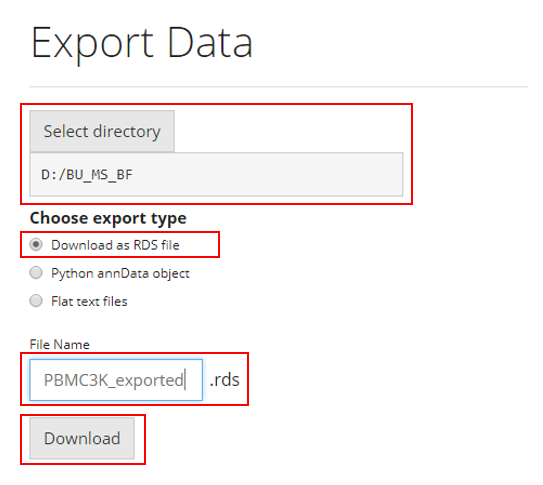 Export Data
Select directory
D:/BU_MS_BF
Choose export type
Download as RDS file
Python annData object
Flat text files
File Name
PBMC3K_exported .rds
Download